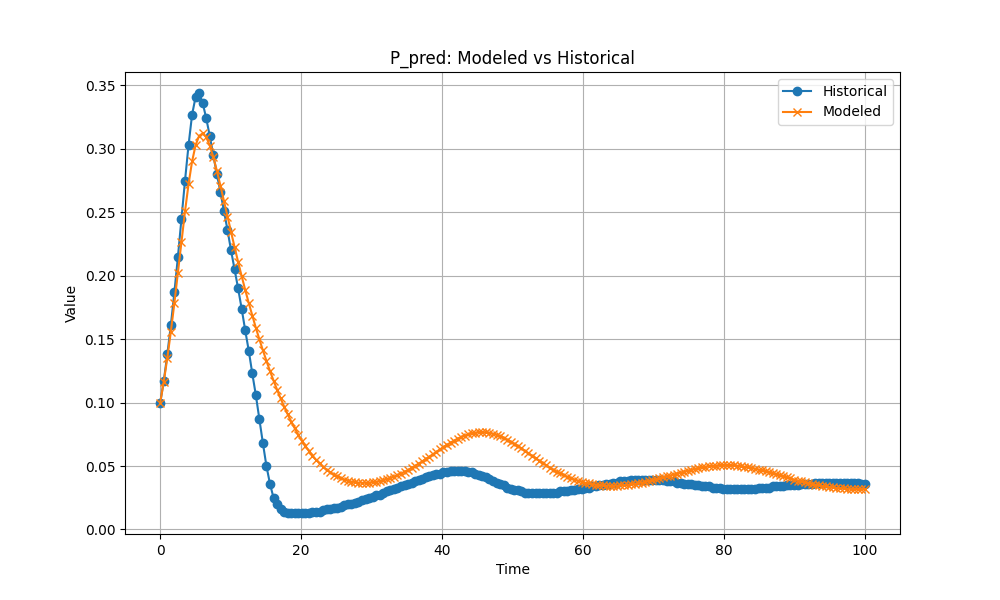 P_pred: Modeled vs Historical
Historical
Modeled
Value
0.35
0.30
0.25
0.20
0.15
0.10
0.05
0.00
0 20 40 60 80 100
Time